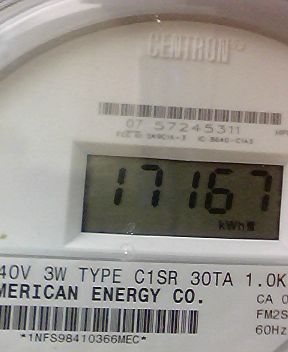 CENTRON
07 57245311
17167
kWh
40V 3W TYPE C1SR 30TA 1.0K
MERICAN ENERGY CO.
CA 0
FM2S
60Hz
*1NFS98410366MEC*